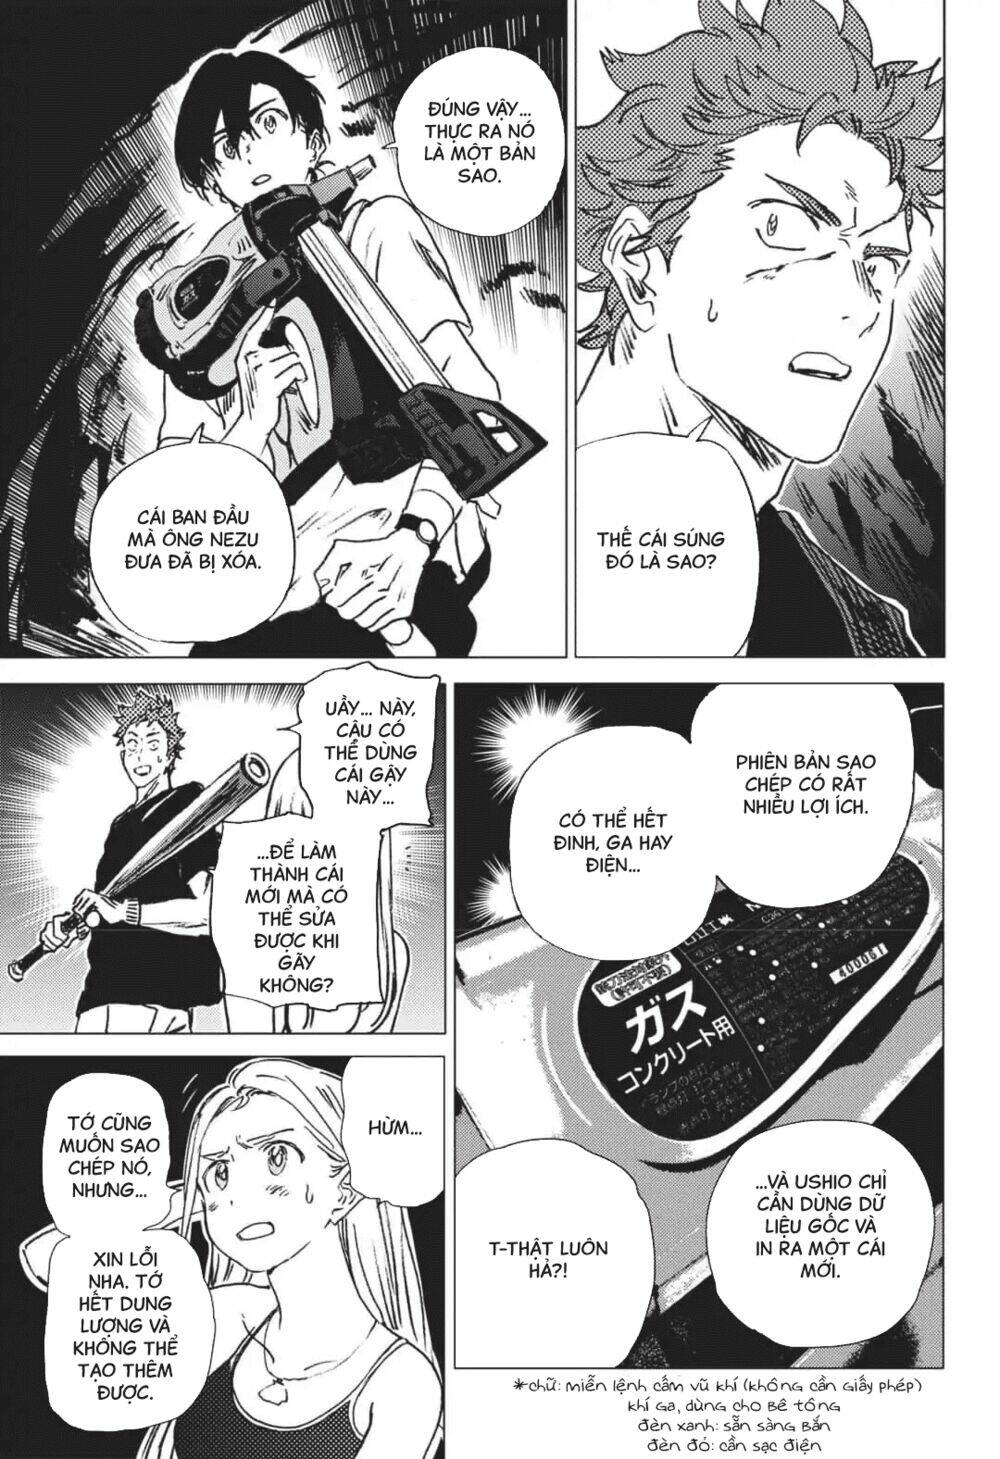 THẾ CÁI SÚNG
ĐÓ LÀ SAO?
ĐÚNG VẬY...
THỰC RA NÓ
LÀ MỘT BẢN
SAO.
CÁI BAN ĐẦU
MÀ ÔNG NEZU
ĐƯA ĐÃ BỊ XÓA.
PHIÊN BẢN SAO
CHÉP CÓ RẤT
NHIỀU LỢI ÍCH.
CÓ THỂ HẾT
ĐINH, GA HAY
ĐIỆN...
400061
ガス
コンクリート用
...VÀ USHIO CHỈ
CẦN DÙNG DỮ
LIỆU GỐC VÀ
IN RA MỘT CÁI
MỚI.
T-THẬT LUÔN
HẢ?!
*chữ: miễn lệnh cấm vũ khí (không cần giấy phép)
khí ga, dùng cho bê tông
đèn xanh: sẵn sàng bắn
đèn đỏ: cần sạc điện
UẦY... NÀY,
CẬU CÓ
THỂ DÙNG
CÁI GẬY
NÀY...
...ĐỂ LÀM
THÀNH CÁI
MỚI MÀ CÓ
THỂ SỬA
ĐƯỢC KHI
GÃY
KHÔNG?
HỪM...
TỚ CŨNG
MUỐN SAO
CHÉP NÓ,
NHƯNG...
XIN LỖI
NHA. TỚ
HẾT DUNG
LƯỢNG VÀ
KHÔNG THỂ
TẠO THÊM
ĐƯỢC.